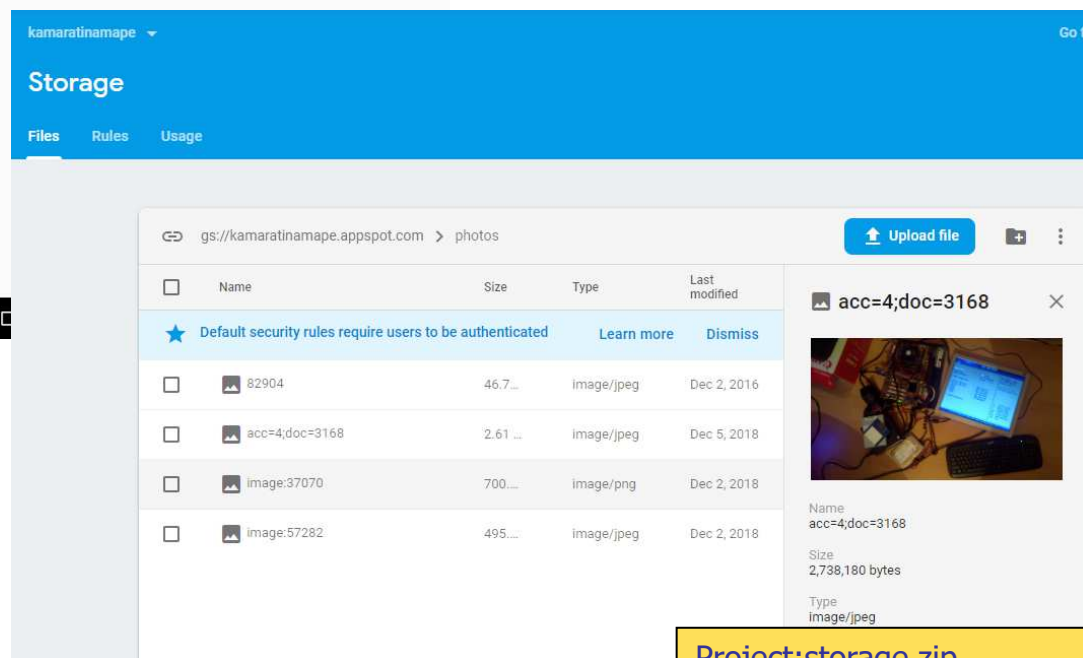 kamaratinamape
Go t
Storage
Files Rules Usage
gs://kamaratinamape.appspot.com > photos
Upload file
Name Size Type Last modified
acc=4;doc=3168
Default security rules require users to be authenticated Learn more Dismiss
82904 46.7... image/jpeg Dec 2, 2016
acc=4;doc=3168 2.61 ... image/jpeg Dec 5, 2018
image:37070 700.... image/png Dec 2, 2018
image:57282 495.... image/jpeg Dec 2, 2018
Name
acc=4;doc=3168
Size
2,738,180 bytes
Type
image/jpeg
Project:storage.zip